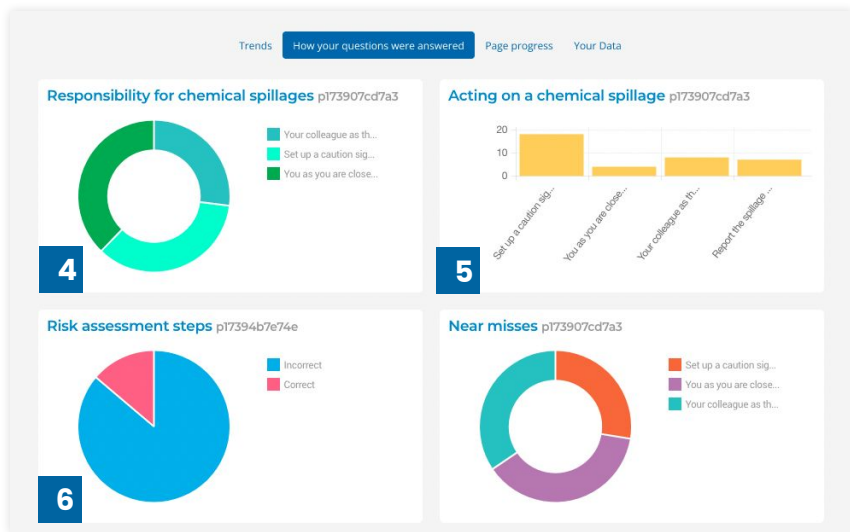 Trends How your questions were answered Page progress Your Data
Responsibility for chemical spillages p173907cd7a3
Your colleague as th...
Set up a caution sig...
You as you are close...
4
Acting on a chemical spillage p173907cd7a3
20
10
0
Set up a caution sig...
You as you are close...
Your colleague as th...
Report the spillage ...
5
Risk assessment steps p17394b7e74e
Incorrect
Correct
6
Near misses p173907cd7a3
Set up a caution sig...
You as you are close...
Your colleague as th...